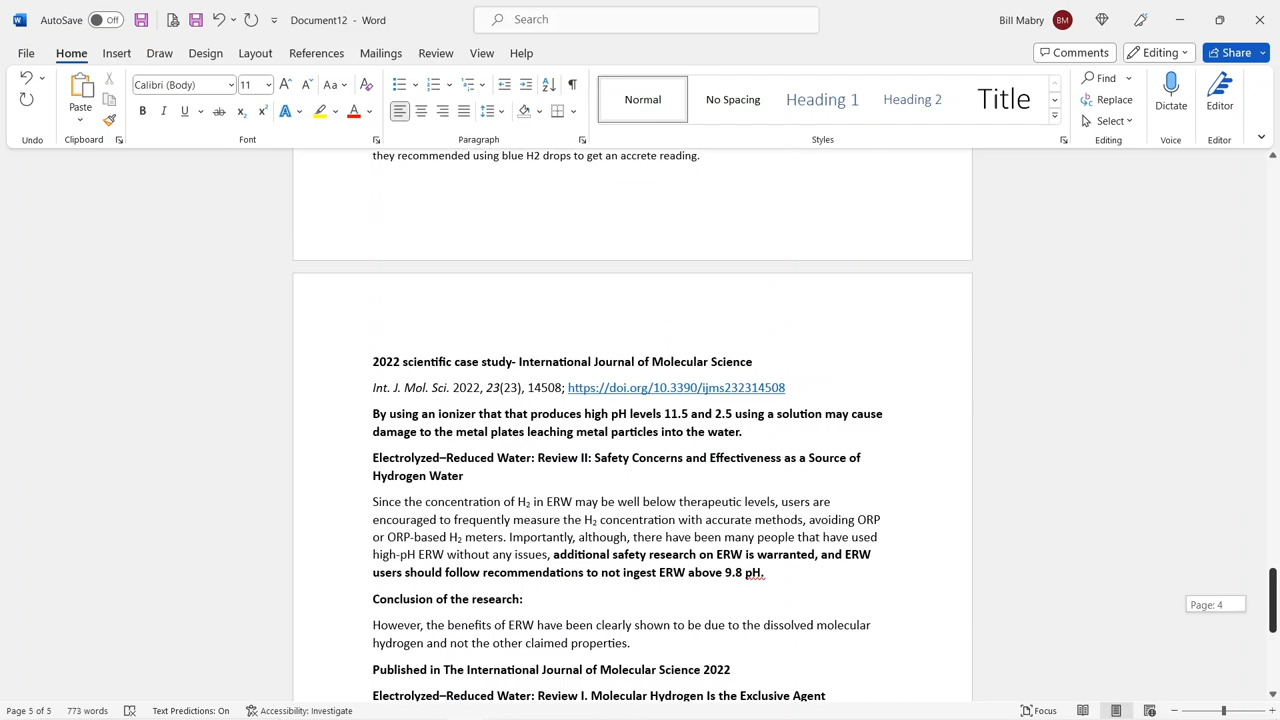 AutoSave Off Document12 - Word Search Bill Mabry BM
File Home Insert Draw Design Layout References Mailings Review View Help Comments Editing Share
Calibri (Body) 11 Aa Normal No Spacing Heading 1 Heading 2 Title Find
Paste Replace Dictate Editor
B I U ab x₂ x² A A Select
Undo Clipboard Font Paragraph Styles Editing Voice Editor
they recommended using blue H2 drops to get an accrete reading.
2022 scientific case study- International Journal of Molecular Science
Int. J. Mol. Sci. 2022, 23(23), 14508; https://doi.org/10.3390/ijms232314508
By using an ionizer that that produces high pH levels 11.5 and 2.5 using a solution may cause
damage to the metal plates leaching metal particles into the water.
Electrolyzed–Reduced Water: Review II: Safety Concerns and Effectiveness as a Source of
Hydrogen Water
Since the concentration of H₂ in ERW may be well below therapeutic levels, users are
encouraged to frequently measure the H₂ concentration with accurate methods, avoiding ORP
or ORP-based H₂ meters. Importantly, although, there have been many people that have used
high-pH ERW without any issues, additional safety research on ERW is warranted, and ERW
users should follow recommendations to not ingest ERW above 9.8 pH.
Conclusion of the research:
However, the benefits of ERW have been clearly shown to be due to the dissolved molecular
hydrogen and not the other claimed properties.
Published in The International Journal of Molecular Science 2022
Electrolyzed–Reduced Water: Review I. Molecular Hydrogen Is the Exclusive Agent
Page: 4
Page 5 of 5 773 words Text Predictions: On Accessibility: Investigate Focus